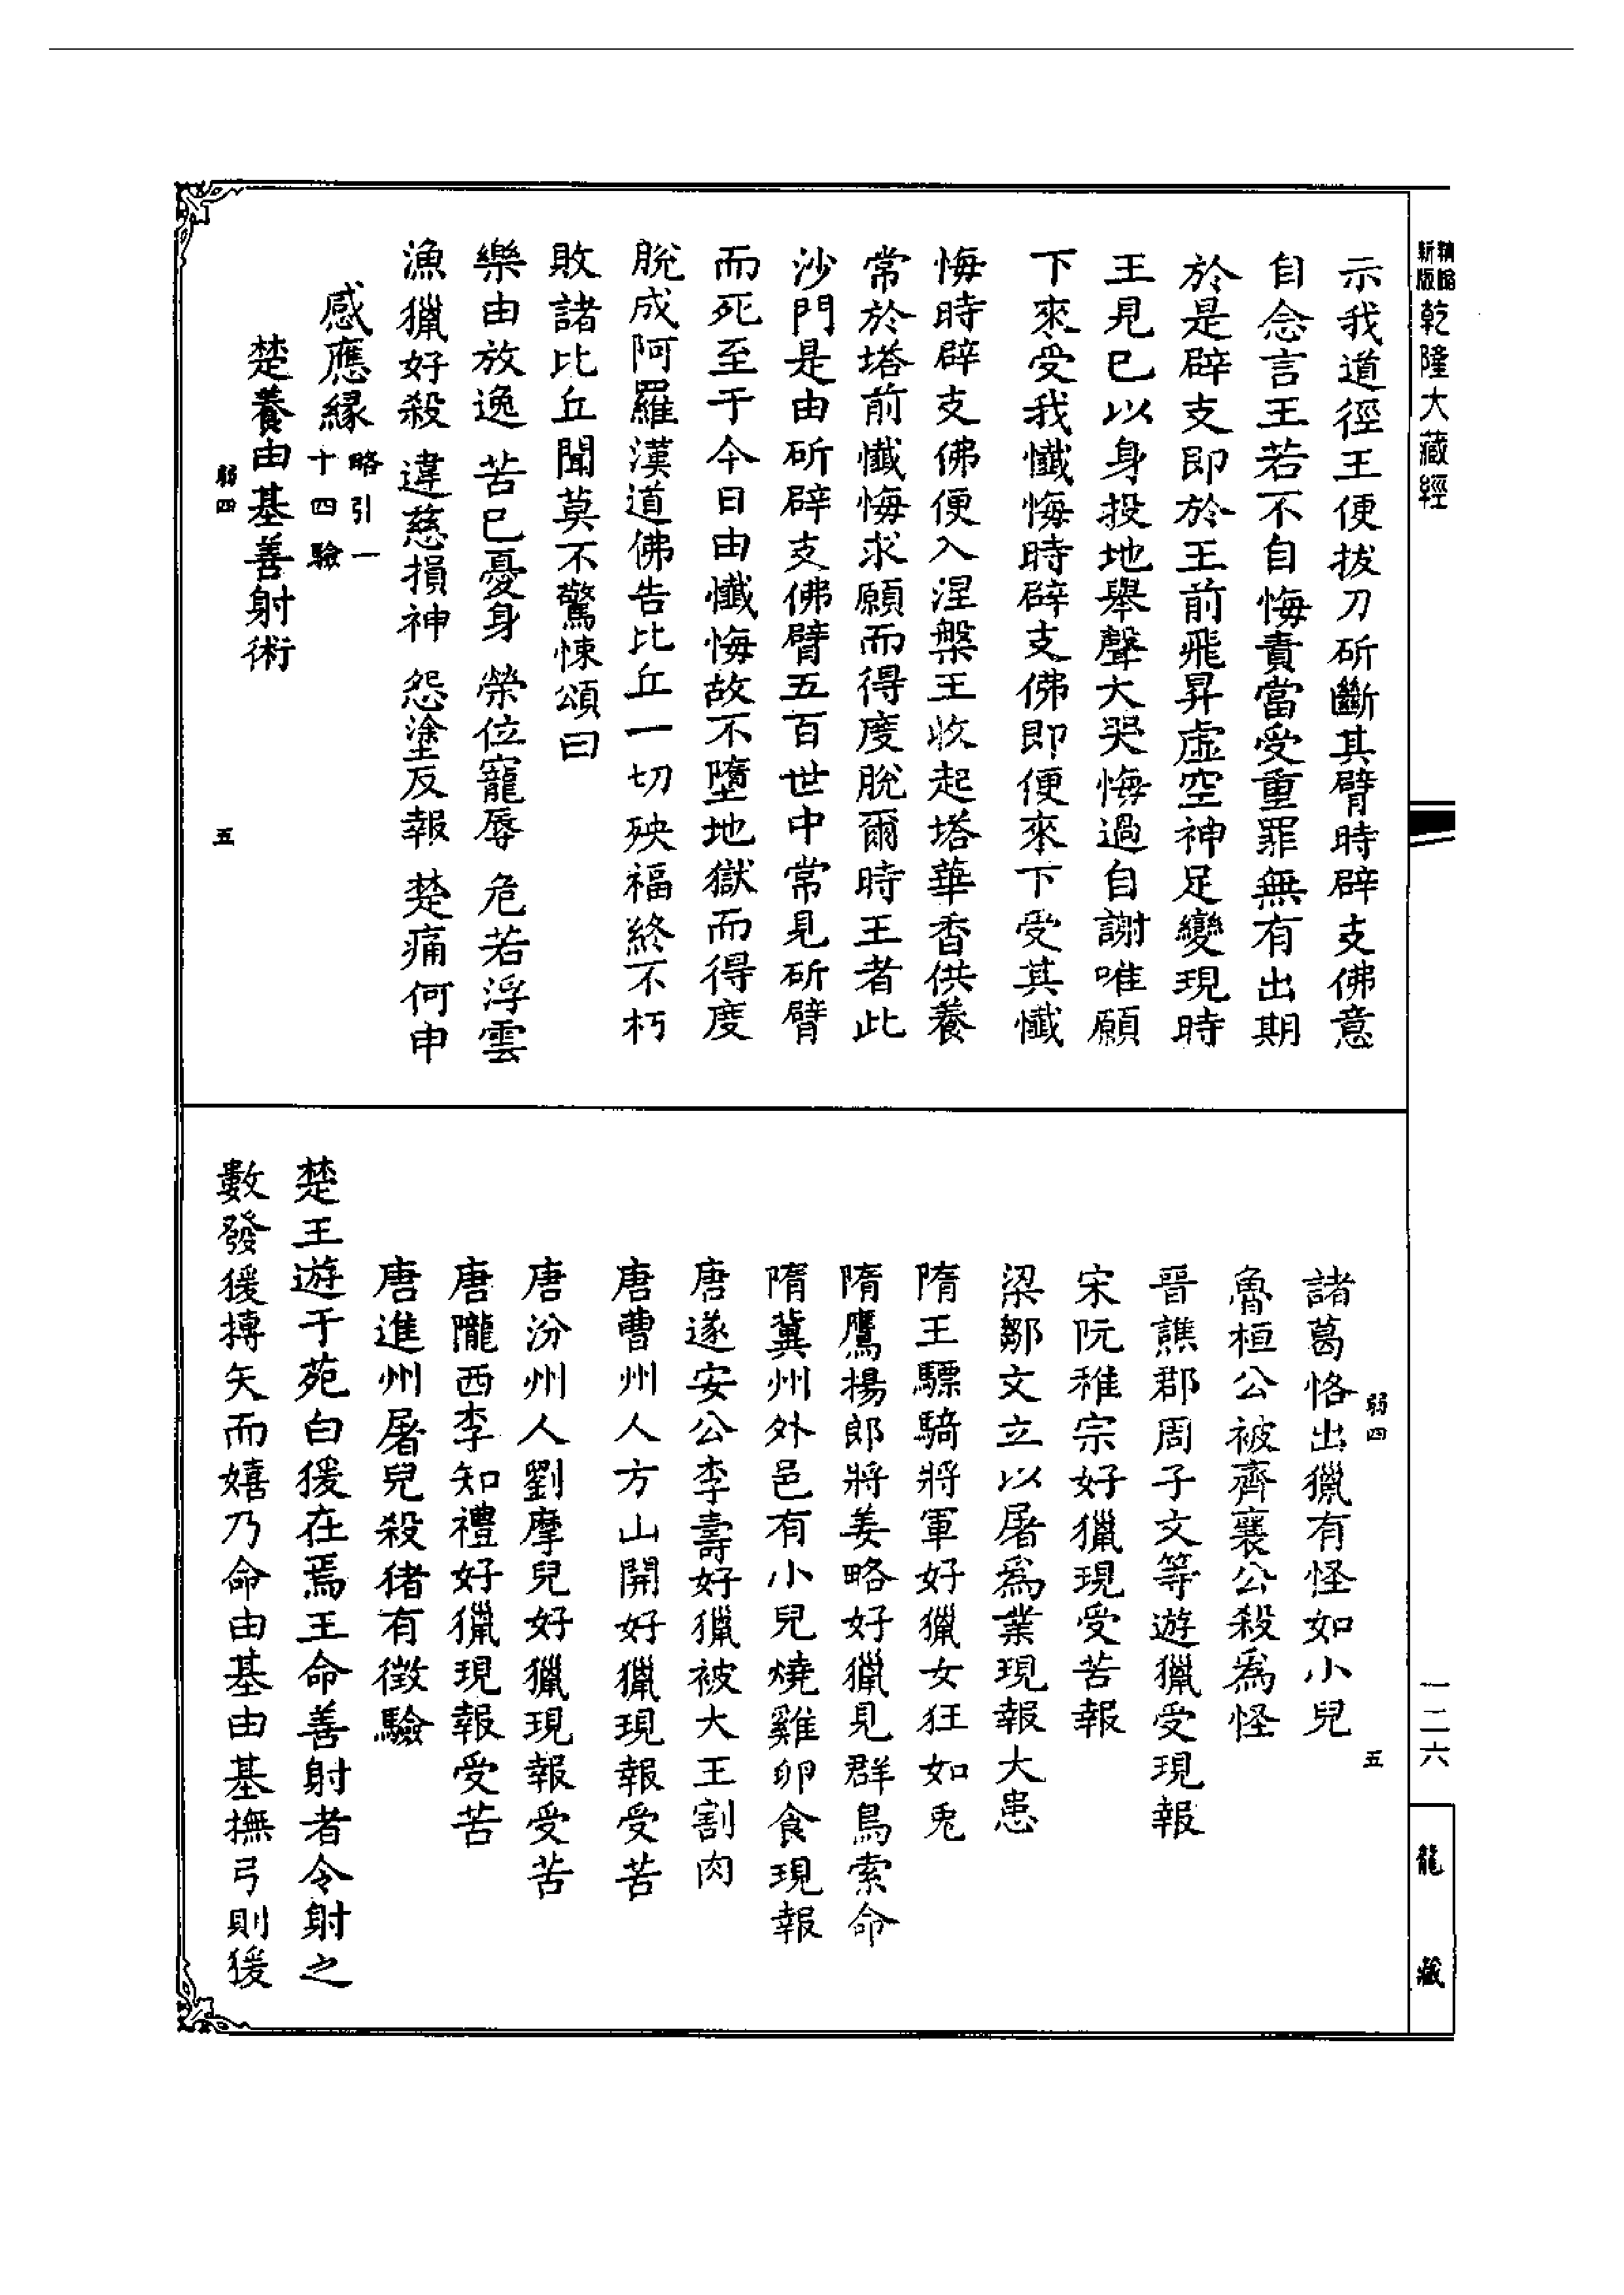 精縮新版乾隆大藏經
示我道徑王便拔刀斫斷其臂時辟支佛意
自念言王若不自悔責當受重罪無有出期
於是辟支即於王前飛昇虛空神足變現時
王見已以身投地舉聲大哭悔過自謝唯願
下來受我懺悔時辟支佛即便來下受其懺
悔時辟支佛便入涅槃王收起塔華香供養
常於塔前懺悔求願而得度脫爾時王者此
沙門是由斫辟支佛臂五百世中常見斫臂
而死至于今日由懺悔故不墮地獄而得度
脫成阿羅漢道佛告比丘一切殃福終不朽
敗諸比丘聞莫不驚悚頌曰
樂由放逸 苦已憂身 榮位寵辱 危若浮雲
漁獵好殺 違慈損神 怨塗反報 楚痛何申
感應緣略引一十四驗
楚養由基善射術
弱四 五
弱四 五
諸葛恪出獵有怪如小兒
魯桓公被齊襄公殺為怪
晉譙郡周子文等遊獵受現報
宋阮稚宗好獵現受苦報
梁鄒文立以屠為業現報大患
隋王驃騎將軍好獵女狂如兎
隋鷹揚郎將姜略好獵見群鳥索命
隋冀州外邑有小兒燒雞卵食現報
唐遂安公李壽好獵被大王割肉
唐曹州人方山開好獵現報受苦
唐汾州人劉摩兒好獵現報受苦
唐隴西李知禮好獵現報受苦
唐進州屠兒殺猪有徵驗
楚王遊于苑白猨在焉王命善射者令射之
數發猨搏矢而嬉乃命由基由基撫弓則猨
一二六
龍藏